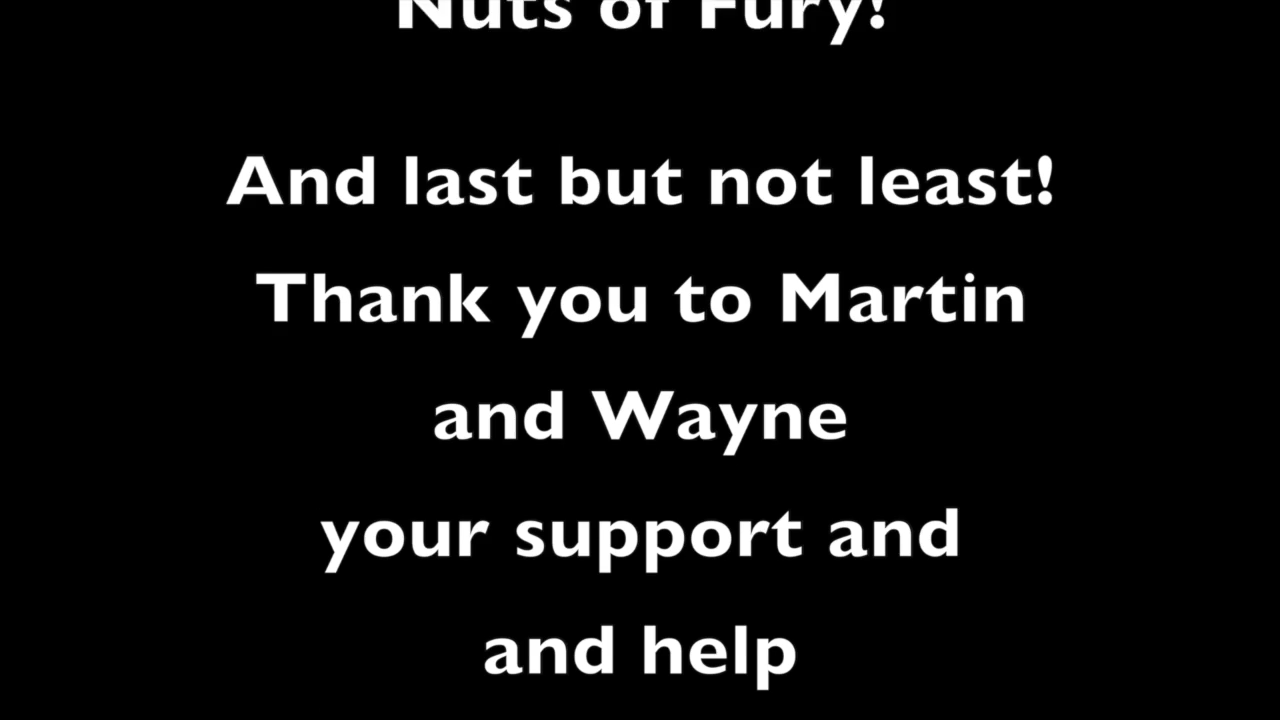 Nuts of Fury!
And last but not least!
Thank you to Martin
and Wayne
your support and
and help